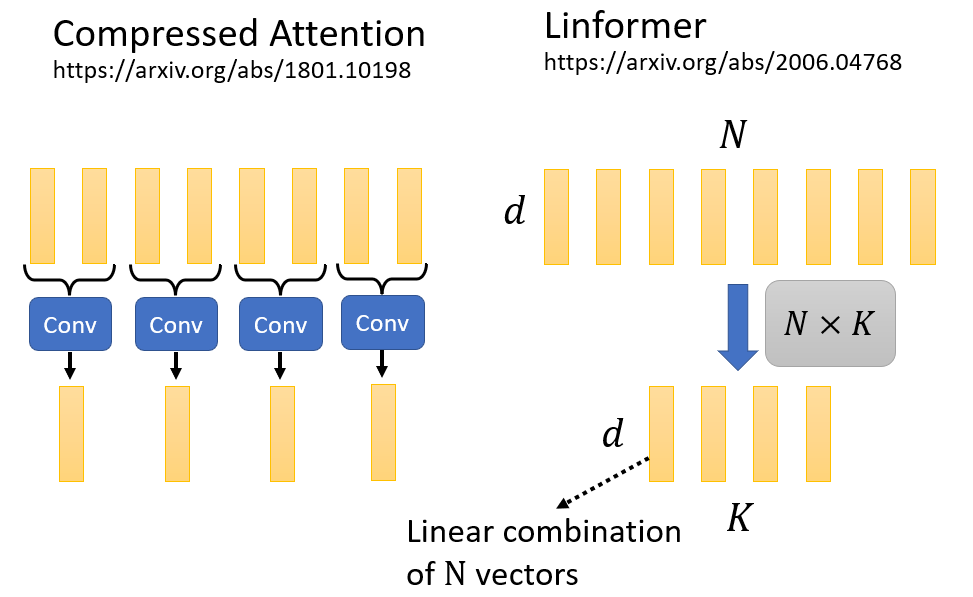 Compressed Attention
https://arxiv.org/abs/1801.10198
Conv
Conv
Conv
Conv
Linformer
https://arxiv.org/abs/2006.04768
N
d
N × K
d
K
Linear combination
of N vectors